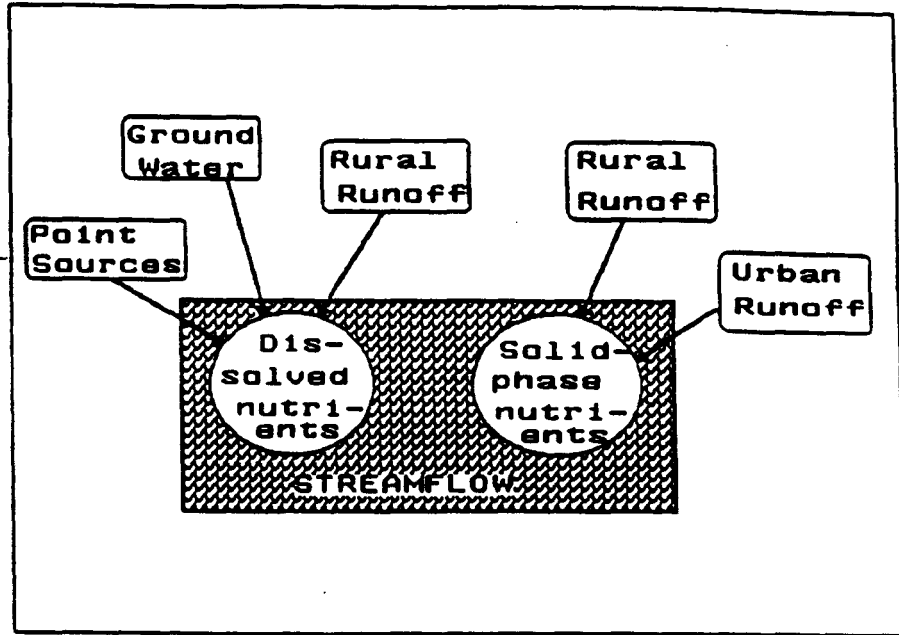 Ground
Water
Rural
Runoff
Rural
Runoff
Point
Sources
Urban
Runoff
Dis-
solved
nutri-
ents
Solid-
phase
nutri-
ents
STREAMFLOW